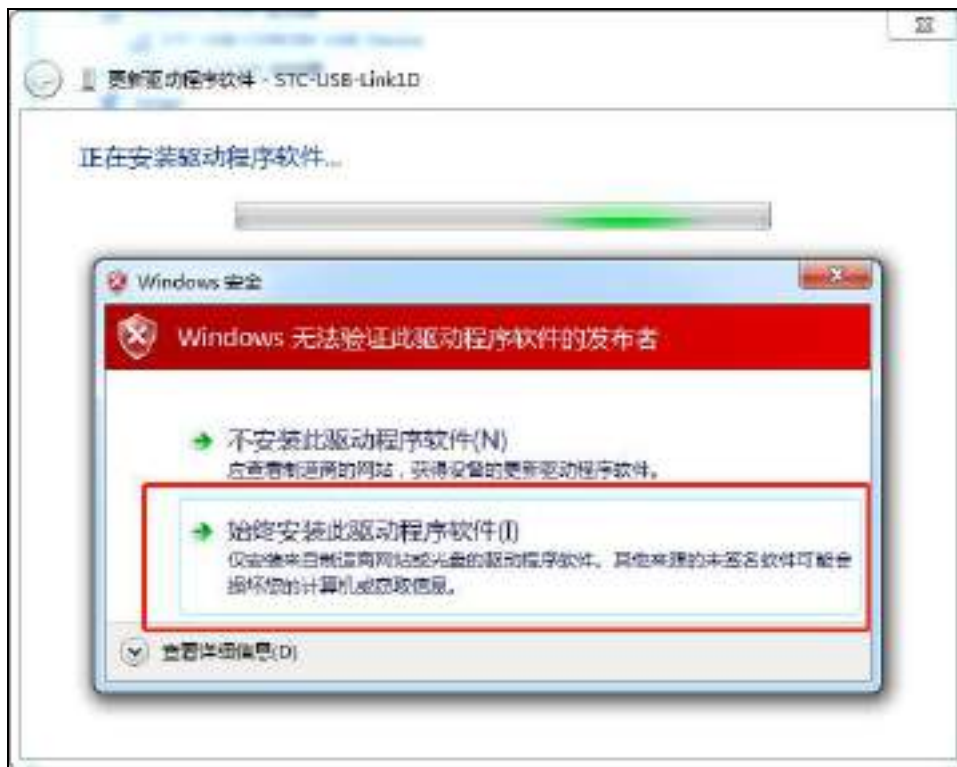 更新驱动程序软件 - STC-USB-Link1D
正在安装驱动程序软件...
Windows 安全
Windows 无法验证此驱动程序软件的发布者
不安装此驱动程序软件(N)
应查看制造商的网站，获得设备的更新驱动程序软件。
始终安装此驱动程序软件(I)
仅安装来自制造商网站或光盘的驱动程序软件。其他来源的未签名软件可能会
损坏您的计算机或窃取信息。
查看详细信息(D)